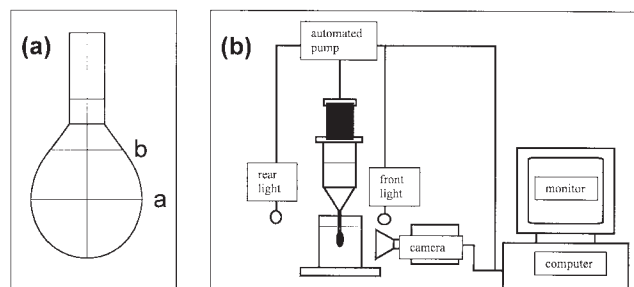 (a)
b
a
(b)
automated
pump
rear
light
front
light
camera
monitor
computer